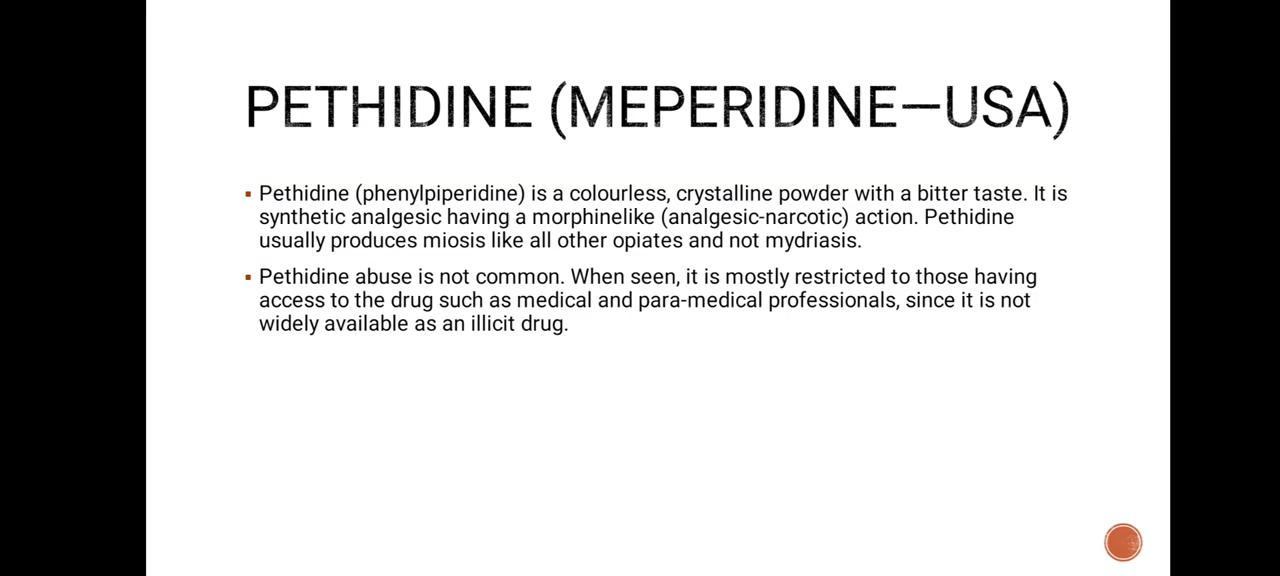 PETHIDINE (MEPERIDINE—USA)
▪ Pethidine (phenylpiperidine) is a colourless, crystalline powder with a bitter taste. It is
synthetic analgesic having a morphinelike (analgesic-narcotic) action. Pethidine
usually produces miosis like all other opiates and not mydriasis.
▪ Pethidine abuse is not common. When seen, it is mostly restricted to those having
access to the drug such as medical and para-medical professionals, since it is not
widely available as an illicit drug.